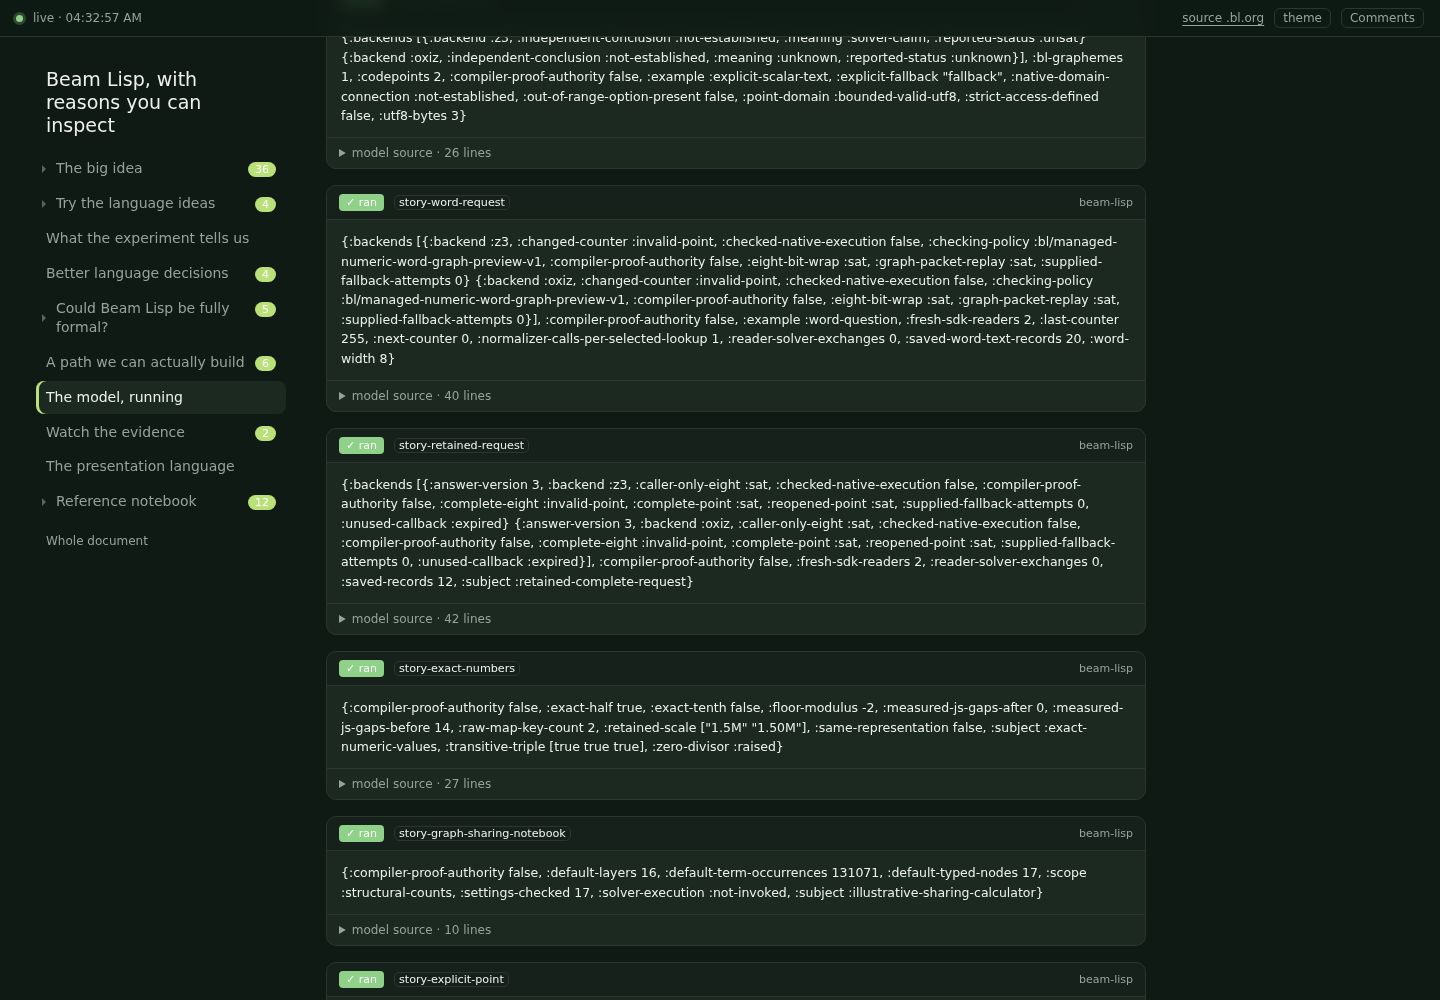 live · 04:32:57 AM
source .bl.org
theme
Comments
Beam Lisp, with
reasons you can
inspect
The big idea
36
Try the language ideas
4
What the experiment tells us
Better language decisions
4
Could Beam Lisp be fully
formal?
5
A path we can actually build
6
The model, running
Watch the evidence
2
The presentation language
Reference notebook
12
Whole document
{:backends [{:backend :z3, :independent-conclusion :not-established, :meaning :solver-claim, :reported-status :unsat}
{:backend :oxiz, :independent-conclusion :not-established, :meaning :unknown, :reported-status :unknown}], :bl-graphemes
1, :codepoints 2, :compiler-proof-authority false, :example :explicit-scalar-text, :explicit-fallback "fallback", :native-domain-
connection :not-established, :out-of-range-option-present false, :point-domain :bounded-valid-utf8, :strict-access-defined
false, :utf8-bytes 3}
model source · 26 lines
✓ ran
story-word-request
beam-lisp
{:backends [{:backend :z3, :changed-counter :invalid-point, :checked-native-execution false, :checking-policy :bl/managed-
numeric-word-graph-preview-v1, :compiler-proof-authority false, :eight-bit-wrap :sat, :graph-packet-replay :sat, :supplied-
fallback-attempts 0} {:backend :oxiz, :changed-counter :invalid-point, :checked-native-execution false, :checking-policy
:bl/managed-numeric-word-graph-preview-v1, :compiler-proof-authority false, :eight-bit-wrap :sat, :graph-packet-replay :sat,
:supplied-fallback-attempts 0}], :compiler-proof-authority false, :example :word-question, :fresh-sdk-readers 2, :last-counter
255, :next-counter 0, :normalizer-calls-per-selected-lookup 1, :reader-solver-exchanges 0, :saved-word-text-records 20, :word-
width 8}
model source · 40 lines
✓ ran
story-retained-request
beam-lisp
{:backends [{:answer-version 3, :backend :z3, :caller-only-eight :sat, :checked-native-execution false, :compiler-proof-
authority false, :complete-eight :invalid-point, :complete-point :sat, :reopened-point :sat, :supplied-fallback-attempts 0,
:unused-callback :expired} {:answer-version 3, :backend :oxiz, :caller-only-eight :sat, :checked-native-execution false,
:compiler-proof-authority false, :complete-eight :invalid-point, :complete-point :sat, :reopened-point :sat, :supplied-fallback-
attempts 0, :unused-callback :expired}], :compiler-proof-authority false, :fresh-sdk-readers 2, :reader-solver-exchanges 0,
:saved-records 12, :subject :retained-complete-request}
model source · 42 lines
✓ ran
story-exact-numbers
beam-lisp
{:compiler-proof-authority false, :exact-half true, :exact-tenth false, :floor-modulus -2, :measured-js-gaps-after 0, :measured-
js-gaps-before 14, :raw-map-key-count 2, :retained-scale ["1.5M" "1.50M"], :same-representation false, :subject :exact-
numeric-values, :transitive-triple [true true true], :zero-divisor :raised}
model source · 27 lines
✓ ran
story-graph-sharing-notebook
beam-lisp
{:compiler-proof-authority false, :default-layers 16, :default-term-occurrences 131071, :default-typed-nodes 17, :scope
:structural-counts, :settings-checked 17, :solver-execution :not-invoked, :subject :illustrative-sharing-calculator}
model source · 10 lines
✓ ran
story-explicit-point
beam-lisp